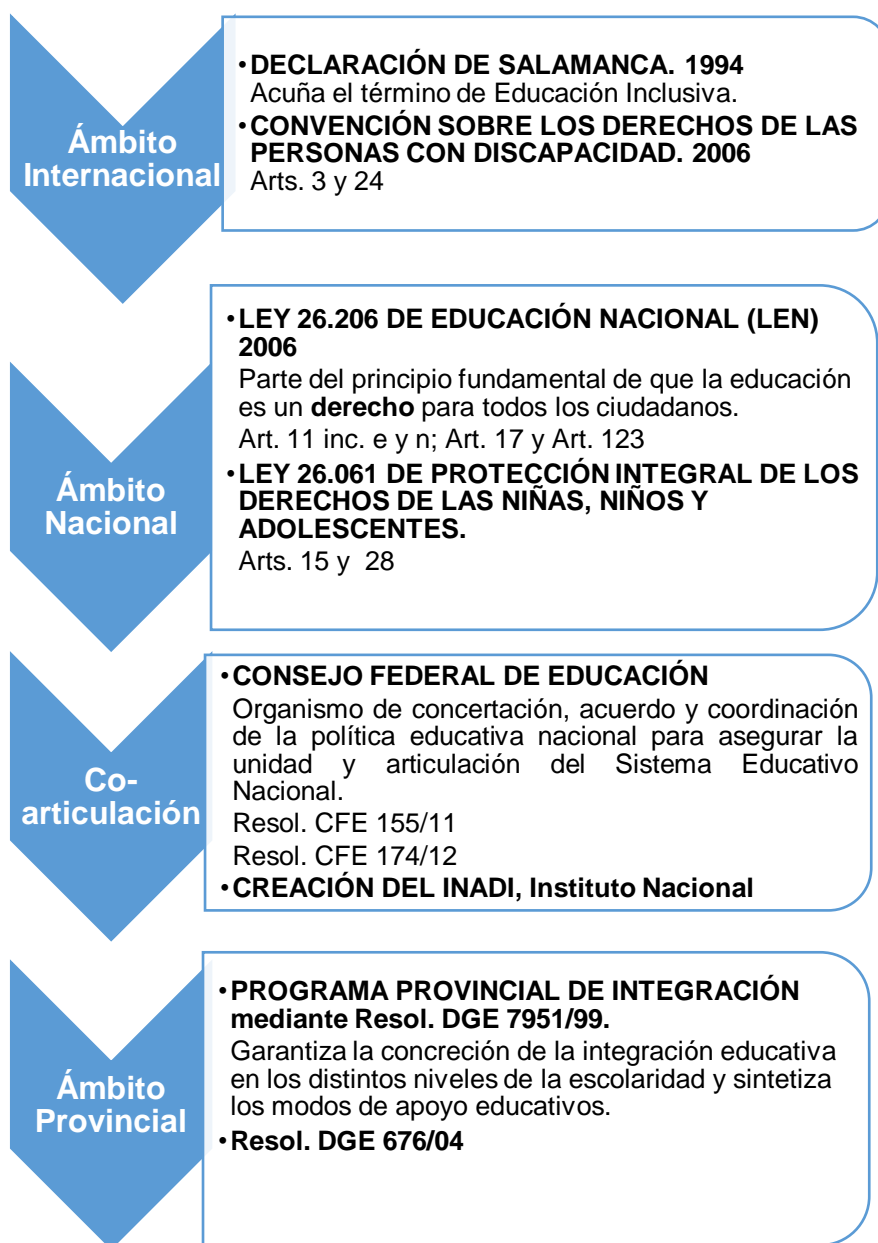 Ámbito
Internacional
•DECLARACIÓN DE SALAMANCA. 1994
Acuña el término de Educación Inclusiva.
•CONVENCIÓN SOBRE LOS DERECHOS DE LAS
PERSONAS CON DISCAPACIDAD. 2006
Arts. 3 y 24
Ámbito
Nacional
•LEY 26.206 DE EDUCACIÓN NACIONAL (LEN)
2006
Parte del principio fundamental de que la educación
es un derecho para todos los ciudadanos.
Art. 11 inc. e y n; Art. 17 y Art. 123
•LEY 26.061 DE PROTECCIÓN INTEGRAL DE LOS
DERECHOS DE LAS NIÑAS, NIÑOS Y
ADOLESCENTES.
Arts. 15 y 28
Co-
articulación
•CONSEJO FEDERAL DE EDUCACIÓN
Organismo de concertación, acuerdo y coordinación
de la política educativa nacional para asegurar la
unidad y articulación del Sistema Educativo
Nacional.
Resol. CFE 155/11
Resol. CFE 174/12
•CREACIÓN DEL INADI, Instituto Nacional
Ámbito
Provincial
•PROGRAMA PROVINCIAL DE INTEGRACIÓN
mediante Resol. DGE 7951/99.
Garantiza la concreción de la integración educativa
en los distintos niveles de la escolaridad y sintetiza
los modos de apoyo educativos.
•Resol. DGE 676/04